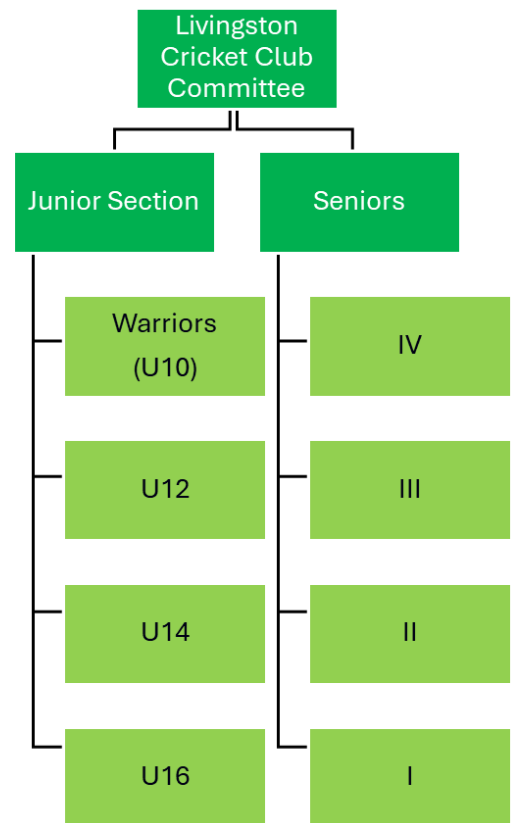 Livingston
Cricket Club
Committee
Junior Section
Seniors
Warriors
(U10)
IV
U12
III
U14
II
U16
I